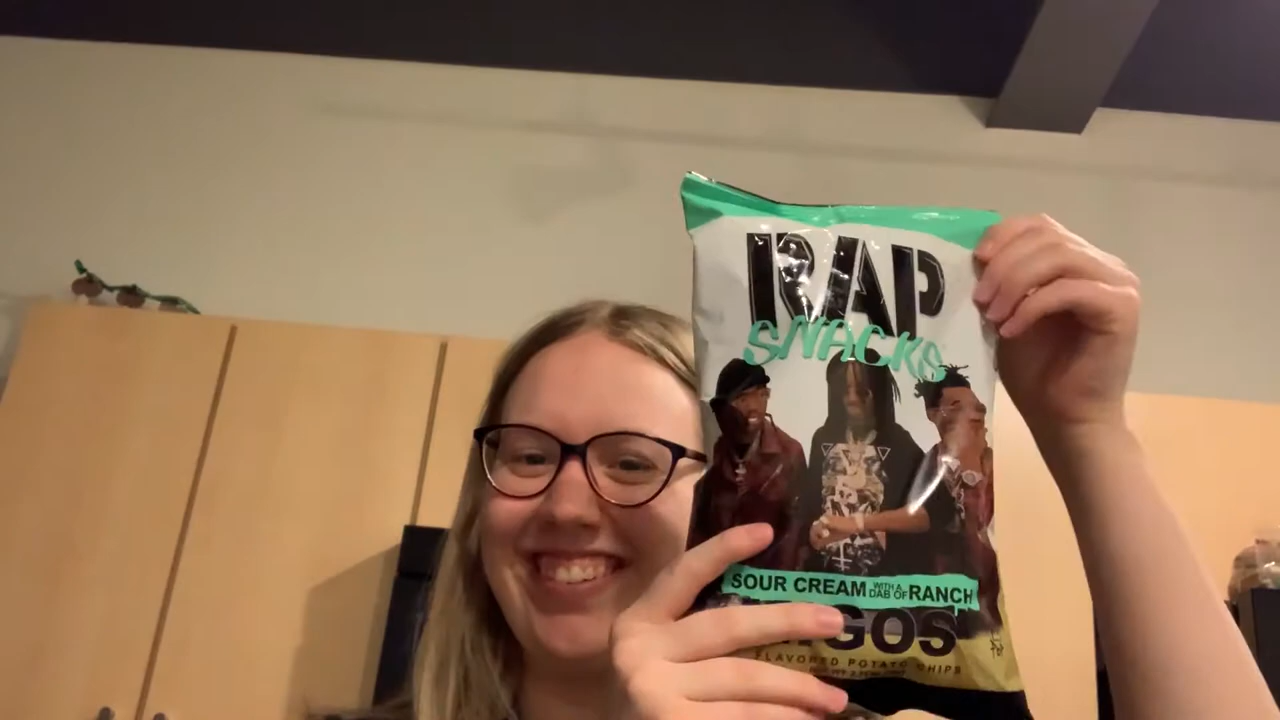 RAP
SNACKS
SOUR CREAM WITH A DAB OF RANCH
GOS
FLAVORED POTATO CHIPS